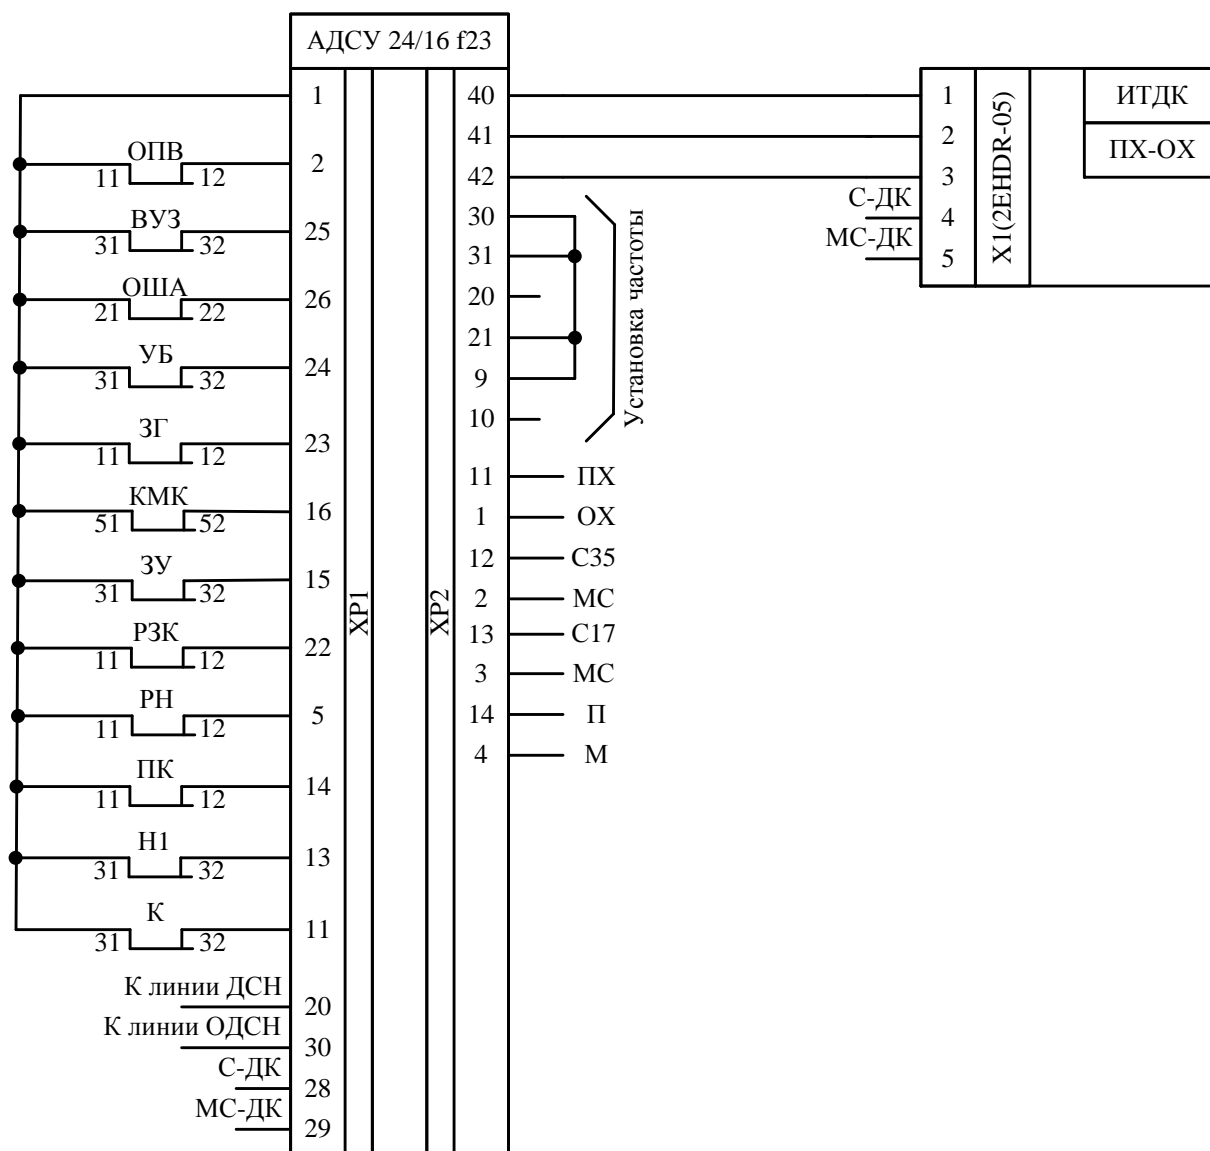 АДСУ 24/16 f23
1
ОПВ
11 12
2
ВУЗ
31 32
25
ОША
21 22
26
УБ
31 32
24
ЗГ
11 12
23
КМК
51 52
16
ЗУ
31 32
15
РЗК
11 12
22
РН
11 12
5
ПК
11 12
14
Н1
31 32
13
К
31 32
11
К линии ДСН
20
К линии ОДСН
30
С-ДК
28
МС-ДК
29
ХР1
ХР2
40
41
42
30
31
20
21
9
10
Установка частоты
11 ПХ
1 ОХ
12 С35
2 МС
13 С17
3 МС
14 П
4 М
1
2
3
С-ДК
4
МС-ДК
5
Х1(2EHDR-05)
ИТДК
ПХ-ОХ